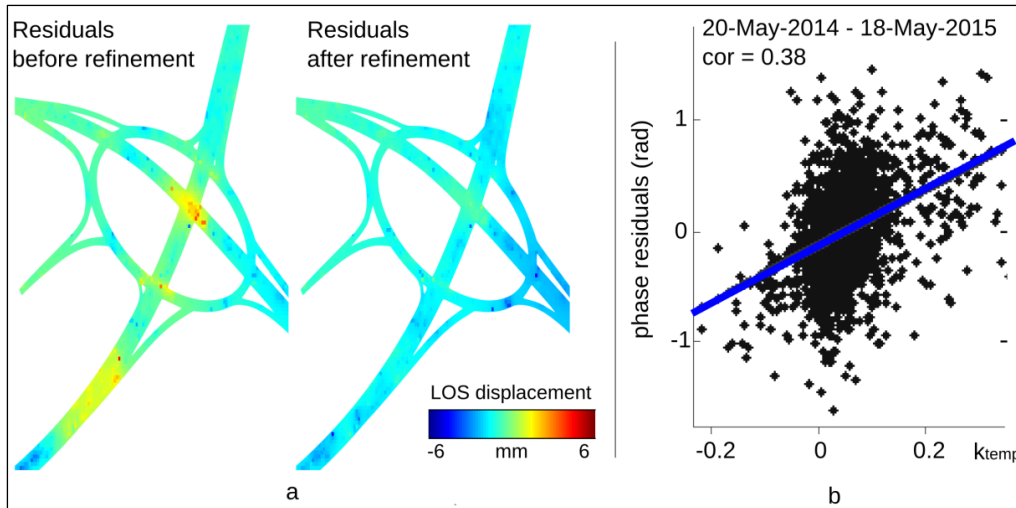 Residuals
before refinement
Residuals
after refinement
LOS displacement
-6 mm 6
a
20-May-2014 - 18-May-2015
cor = 0.38
phase residuals (rad)
1
0
-1
-0.2 0 0.2 ktemp
b